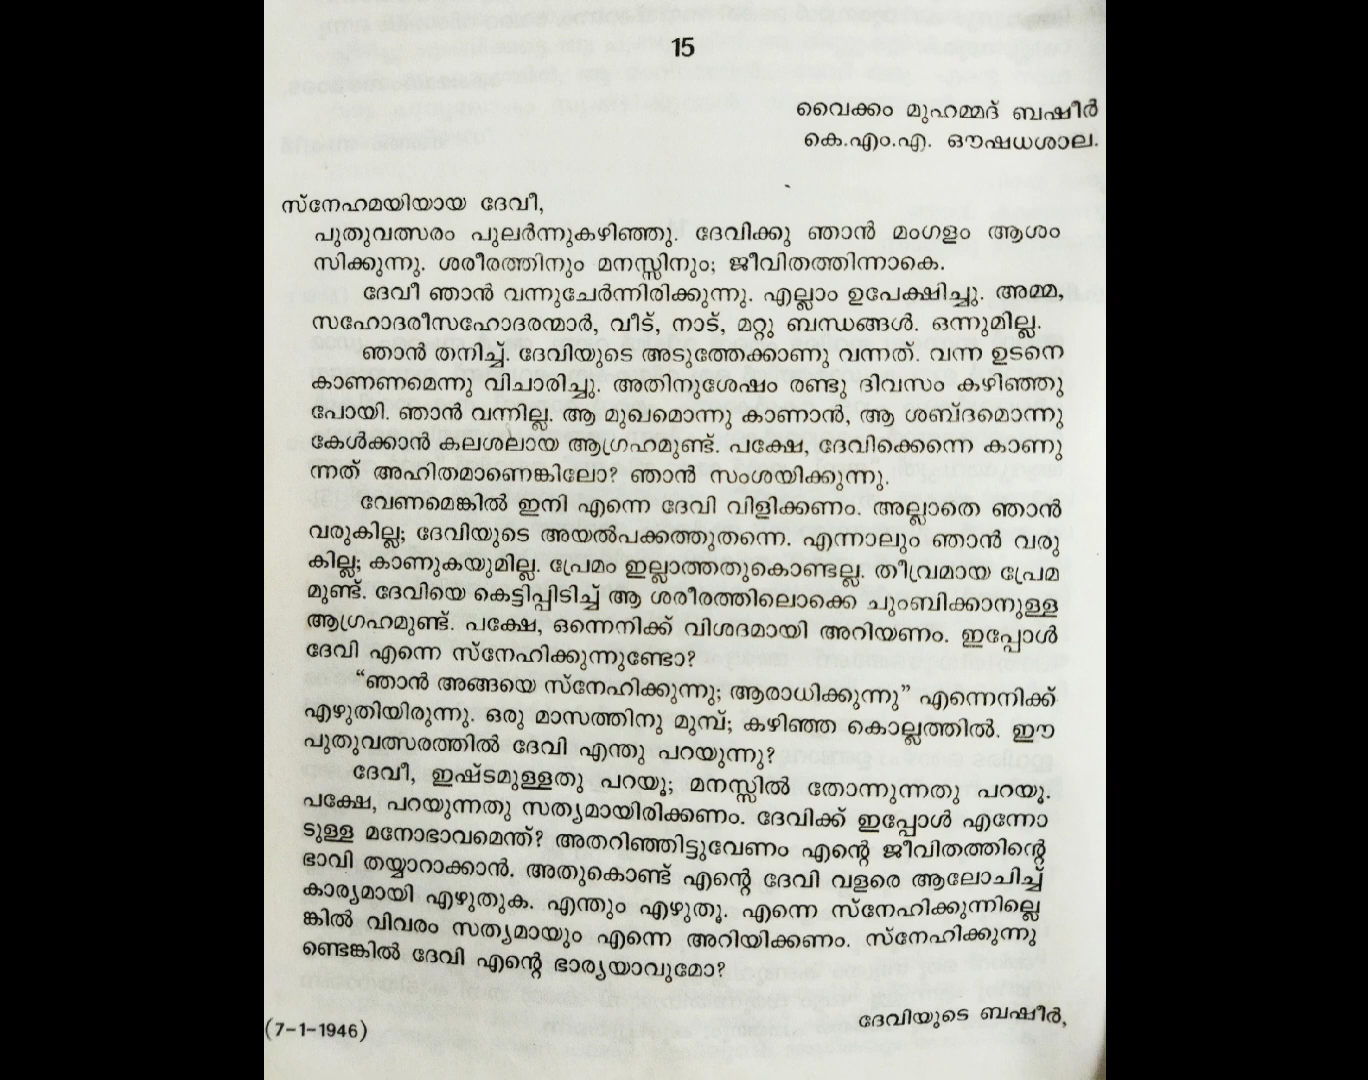 15
വൈക്കം മുഹമ്മദ് ബഷീർ
കെ.എം.എ. ഔഷധശാല.
സ്നേഹമയിയായ ദേവീ,
പുതുവത്സരം പുലർന്നുകഴിഞ്ഞു. ദേവിക്കു ഞാൻ മംഗളം ആശം
സിക്കുന്നു. ശരീരത്തിനും മനസ്സിനും; ജീവിതത്തിന്നാകെ.
ദേവീ ഞാൻ വന്നുചേർന്നിരിക്കുന്നു. എല്ലാം ഉപേക്ഷിച്ചു. അമ്മ,
സഹോദരീസഹോദരന്മാർ, വീട്, നാട്, മറ്റു ബന്ധങ്ങൾ. ഒന്നുമില്ല.
ഞാൻ തനിച്ച്. ദേവിയുടെ അടുത്തേക്കാണു വന്നത്. വന്ന ഉടനെ
കാണണമെന്നു വിചാരിച്ചു. അതിനുശേഷം രണ്ടു ദിവസം കഴിഞ്ഞു
പോയി. ഞാൻ വന്നില്ല. ആ മുഖമൊന്നു കാണാൻ, ആ ശബ്ദമൊന്നു
കേൾക്കാൻ കലശലായ ആഗ്രഹമുണ്ട്. പക്ഷേ, ദേവിക്കെന്നെ കാണു
ന്നത് അഹിതമാണെങ്കിലോ? ഞാൻ സംശയിക്കുന്നു.
വേണമെങ്കിൽ ഇനി എന്നെ ദേവി വിളിക്കണം. അല്ലാതെ ഞാൻ
വരുകില്ല; ദേവിയുടെ അയൽപക്കത്തുതന്നെ. എന്നാലും ഞാൻ വരു
കില്ല; കാണുകയുമില്ല. പ്രേമം ഇല്ലാത്തതുകൊണ്ടല്ല. തീവ്രമായ പ്രേമ
മുണ്ട്. ദേവിയെ കെട്ടിപ്പിടിച്ച് ആ ശരീരത്തിലൊക്കെ ചുംബിക്കാനുള്ള
ആഗ്രഹമുണ്ട്. പക്ഷേ, ഒന്നെനിക്ക് വിശദമായി അറിയണം. ഇപ്പോൾ
ദേവി എന്നെ സ്നേഹിക്കുന്നുണ്ടോ?
“ഞാൻ അങ്ങയെ സ്നേഹിക്കുന്നു; ആരാധിക്കുന്നു” എന്നെനിക്ക്
എഴുതിയിരുന്നു. ഒരു മാസത്തിനു മുമ്പ്; കഴിഞ്ഞ കൊല്ലത്തിൽ. ഈ
പുതുവത്സരത്തിൽ ദേവി എന്തു പറയുന്നു?
ദേവീ, ഇഷ്ടമുള്ളതു പറയൂ; മനസ്സിൽ തോന്നുന്നതു പറയൂ.
പക്ഷേ, പറയുന്നതു സത്യമായിരിക്കണം. ദേവിക്ക് ഇപ്പോൾ എന്നോ
ടുള്ള മനോഭാവമെന്ത്? അതറിഞ്ഞിട്ടുവേണം എന്റെ ജീവിതത്തിന്റെ
ഭാവി തയ്യാറാക്കാൻ. അതുകൊണ്ട് എന്റെ ദേവി വളരെ ആലോചിച്ച്
കാര്യമായി എഴുതുക. എന്തും എഴുതൂ. എന്നെ സ്നേഹിക്കുന്നില്ലെ
ങ്കിൽ വിവരം സത്യമായും എന്നെ അറിയിക്കണം. സ്നേഹിക്കുന്നു
ണ്ടെങ്കിൽ ദേവി എന്റെ ഭാര്യയാവുമോ?
ദേവിയുടെ ബഷീർ,
(7-1-1946)